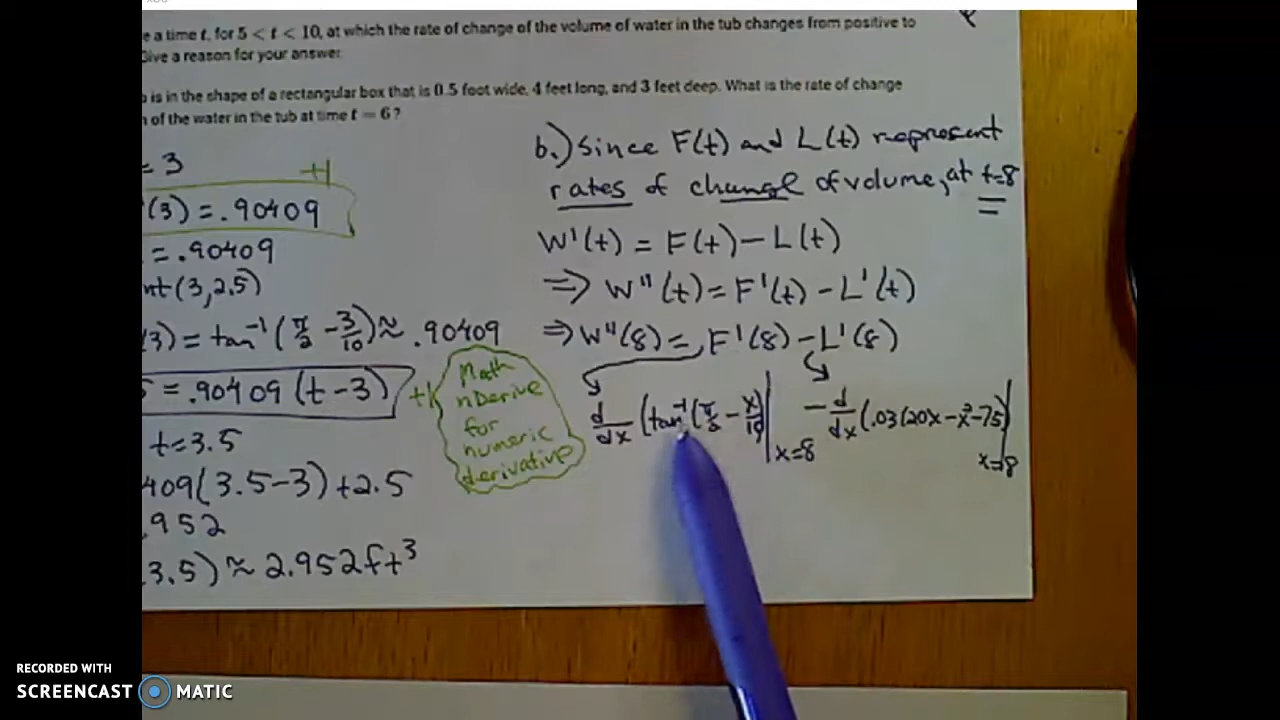 e a time t, for 5 < t < 10, at which the rate of change of the volume of water in the tub changes from positive to
Give a reason for your answer.
is in the shape of a rectangular box that is 0.5 foot wide, 4 feet long, and 3 feet deep. What is the rate of change
of the water in the tub at time t = 6?
= 3
+1
(3) = .90409
= .90409
nt(3,2.5)
(3) = tan⁻¹(π/2 - 3/10) ≈ .90409
= .90409(t-3)
+1
t=3.5
409(3.5-3)+2.5
.952
3.5) ≈ 2.952ft³
Math
nDerive
for
numeric
derivative
b.) Since F(t) and L(t) represent
rates of change of volume, at t=8
W'(t) = F(t) - L(t)
⇒ W"(t) = F'(t) - L'(t)
⇒ W"(8) = F'(8) - L'(8)
d/dx (tan⁻¹(π/2 - x/10) | x=8
- d/dx (.03(20x - x² - 75) | x=8
RECORDED WITH
SCREENCAST MATIC